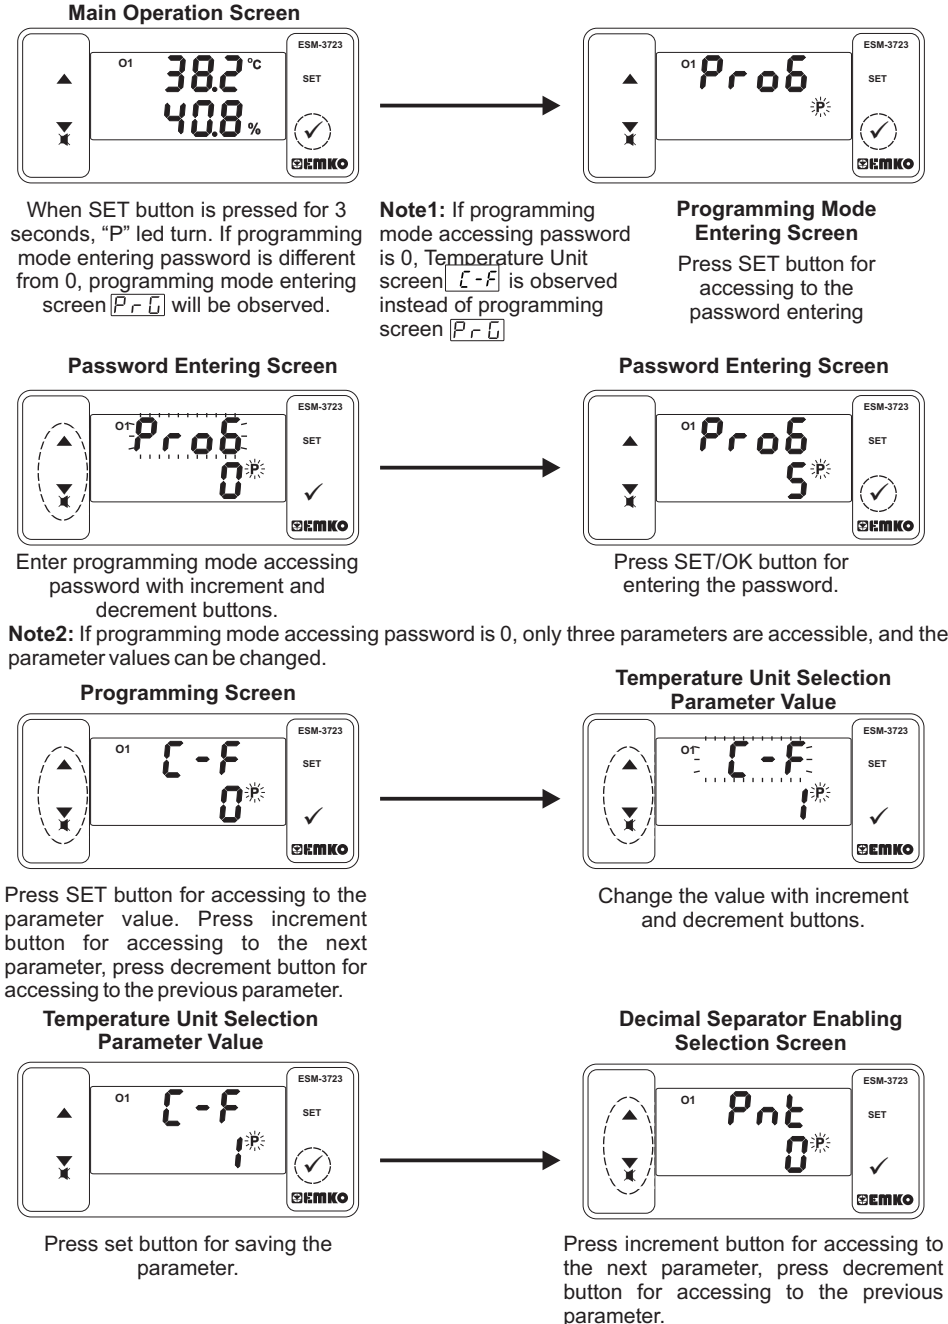 Main Operation Screen
ESM-3723
O1 38.2 °C
SET
40.8 %
EMKO
ESM-3723
O1 Pro6
SET
P
EMKO
When SET button is pressed for 3
seconds, “P” led turn. If programming
mode entering password is different
from 0, programming mode entering
screen PrG will be observed.
Note1: If programming
mode accessing password
is 0, Temperature Unit
screen C-F is observed
instead of programming
screen PrG
Programming Mode
Entering Screen
Press SET button for
accessing to the
password entering
Password Entering Screen
ESM-3723
O1 Pro6
SET
0 P
EMKO
Enter programming mode accessing
password with increment and
decrement buttons.
Password Entering Screen
ESM-3723
O1 Pro6
SET
5 P
EMKO
Press SET/OK button for
entering the password.
Note2: If programming mode accessing password is 0, only three parameters are accessible, and the
parameter values can be changed.
Programming Screen
ESM-3723
O1 C-F
SET
0 P
EMKO
Press SET button for accessing to the
parameter value. Press increment
button for accessing to the next
parameter, press decrement button for
accessing to the previous parameter.
Temperature Unit Selection
Parameter Value
ESM-3723
O1 C-F
SET
1 P
EMKO
Change the value with increment
and decrement buttons.
Temperature Unit Selection
Parameter Value
ESM-3723
O1 C-F
SET
1 P
EMKO
Press set button for saving the
parameter.
Decimal Separator Enabling
Selection Screen
ESM-3723
O1 Pnt
SET
0 P
EMKO
Press increment button for accessing to
the next parameter, press decrement
button for accessing to the previous
parameter.